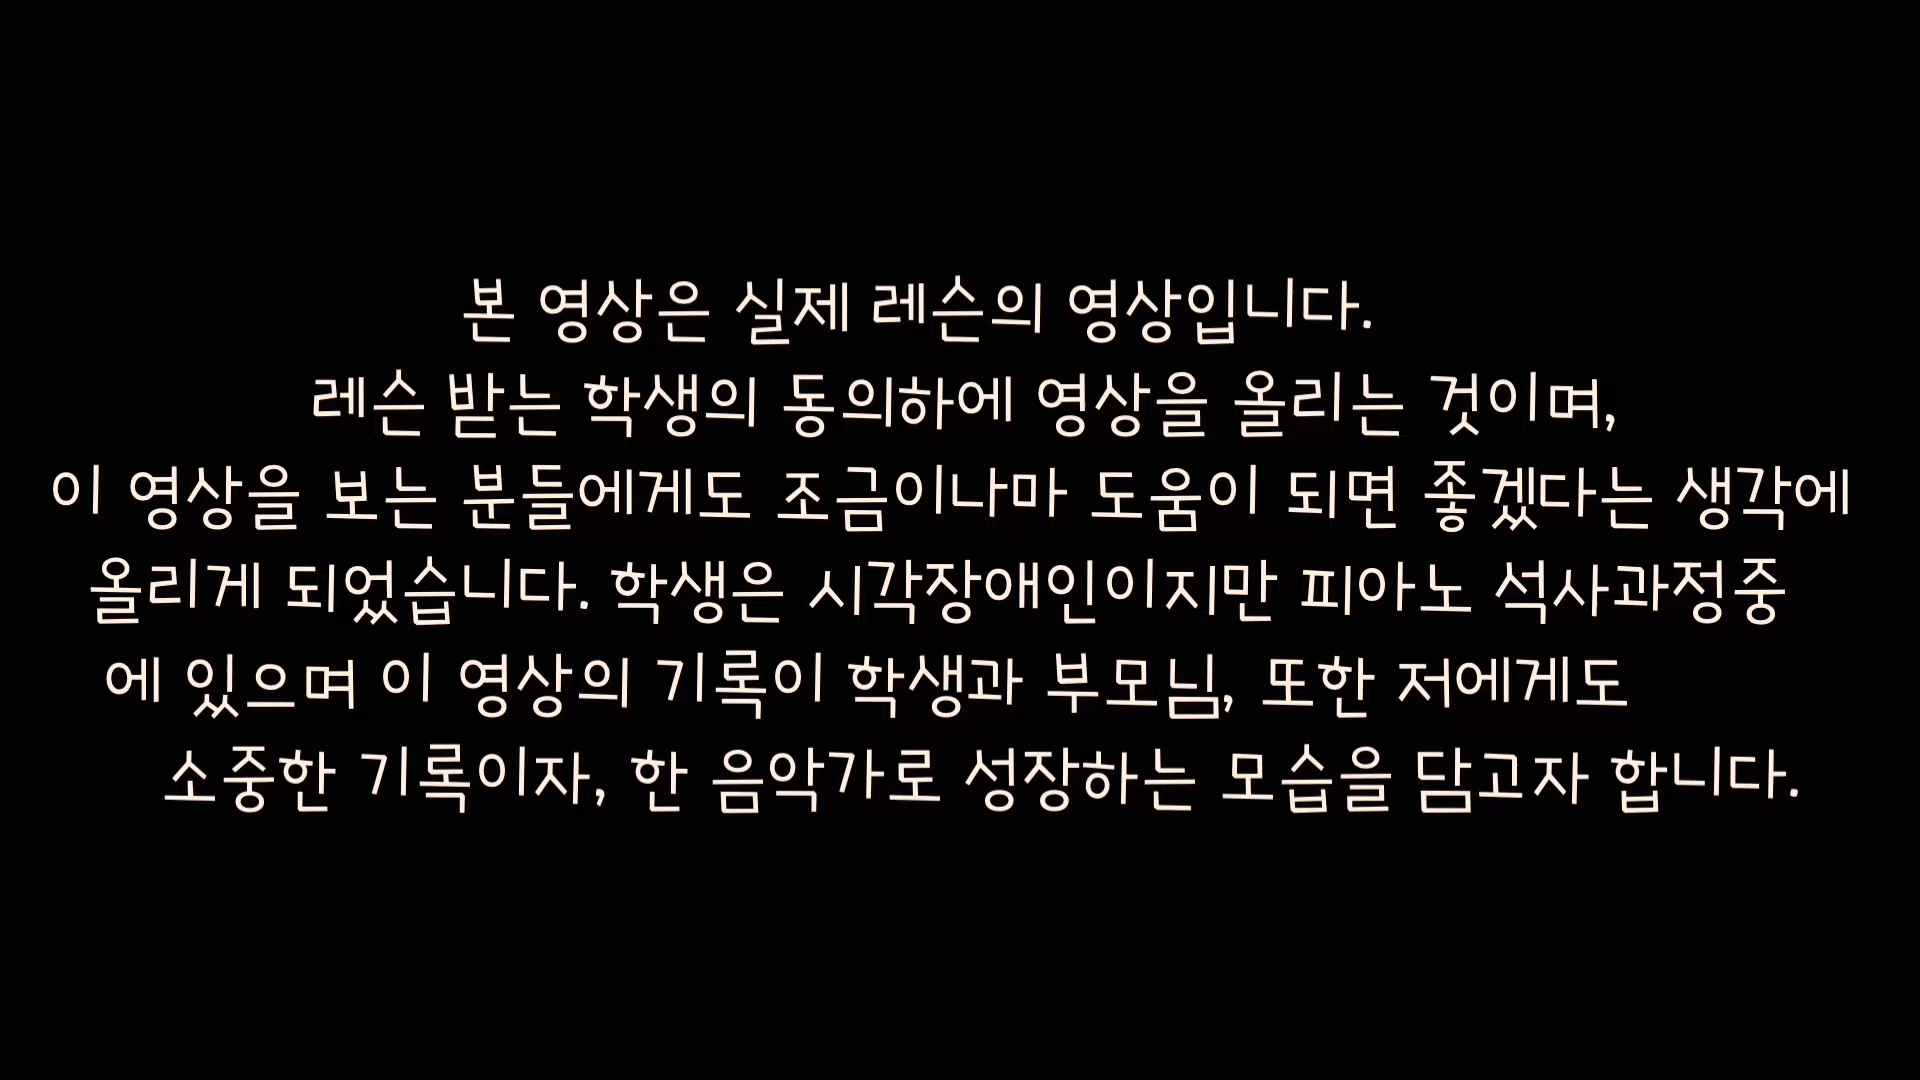 본 영상은 실제 레슨의 영상입니다.
레슨 받는 학생의 동의하에 영상을 올리는 것이며,
이 영상을 보는 분들에게도 조금이나마 도움이 되면 좋겠다는 생각에
올리게 되었습니다. 학생은 시각장애인이지만 피아노 석사과정중
에 있으며 이 영상의 기록이 학생과 부모님, 또한 저에게도
소중한 기록이자, 한 음악가로 성장하는 모습을 담고자 합니다.